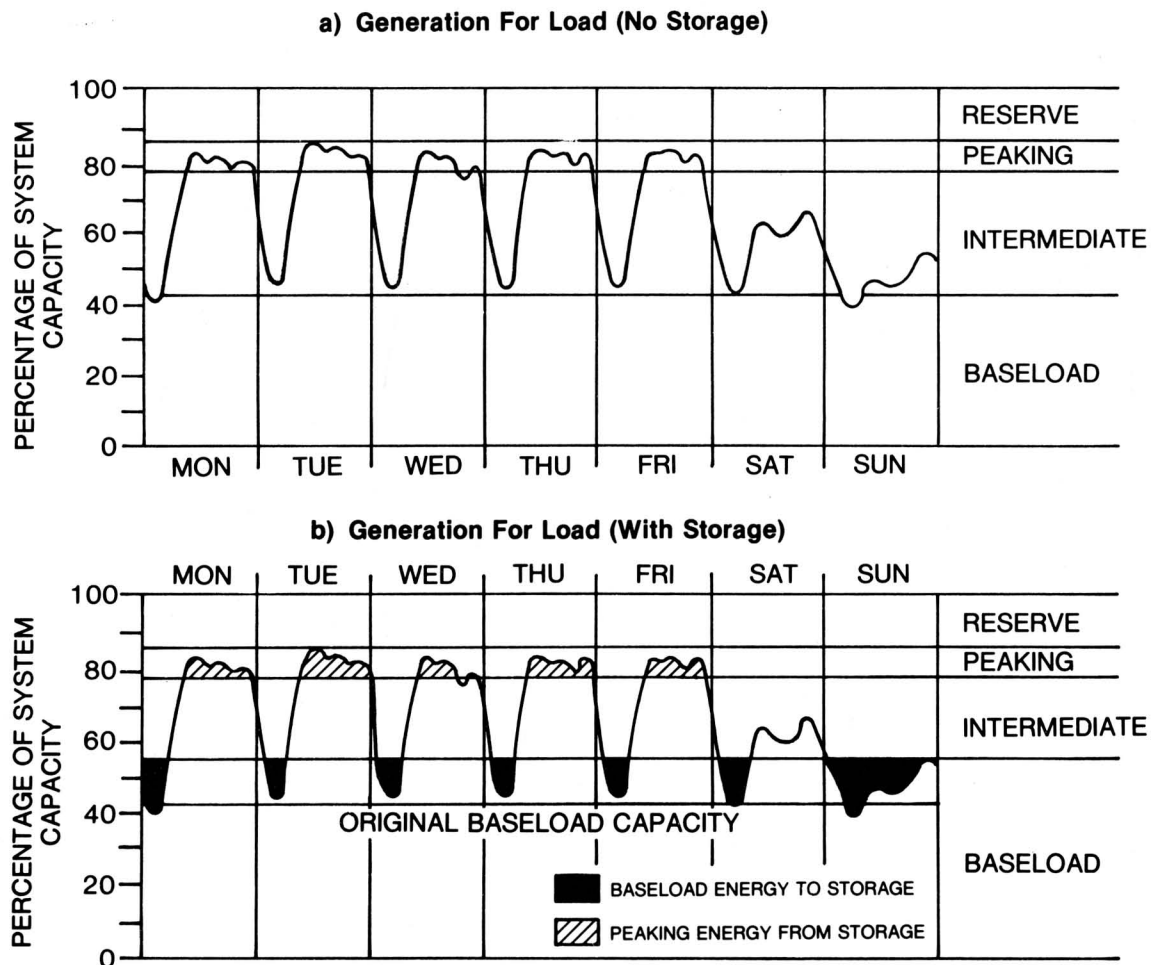 a) Generation For Load (No Storage)
PERCENTAGE OF SYSTEM
CAPACITY
100
80
60
40
20
0
RESERVE
PEAKING
INTERMEDIATE
BASELOAD
MON TUE WED THU FRI SAT SUN
b) Generation For Load (With Storage)
MON TUE WED THU FRI SAT SUN
PERCENTAGE OF SYSTEM
CAPACITY
100
80
60
40
20
0
RESERVE
PEAKING
INTERMEDIATE
BASELOAD
ORIGINAL BASELOAD CAPACITY
BASELOAD ENERGY TO STORAGE
PEAKING ENERGY FROM STORAGE